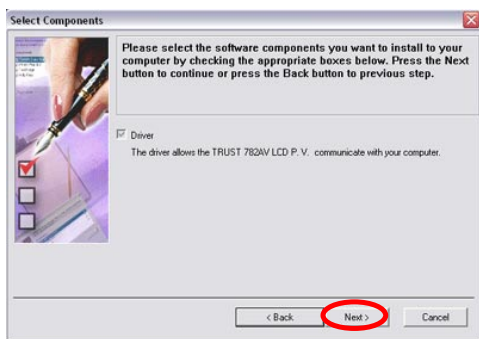 Select Components
Please select the software components you want to install to your
computer by checking the appropriate boxes below. Press the Next
button to continue or press the Back button to previous step.
Driver
The driver allows the TRUST 782AV LCD P. V. communicate with your computer.
< Back
Next >
Cancel